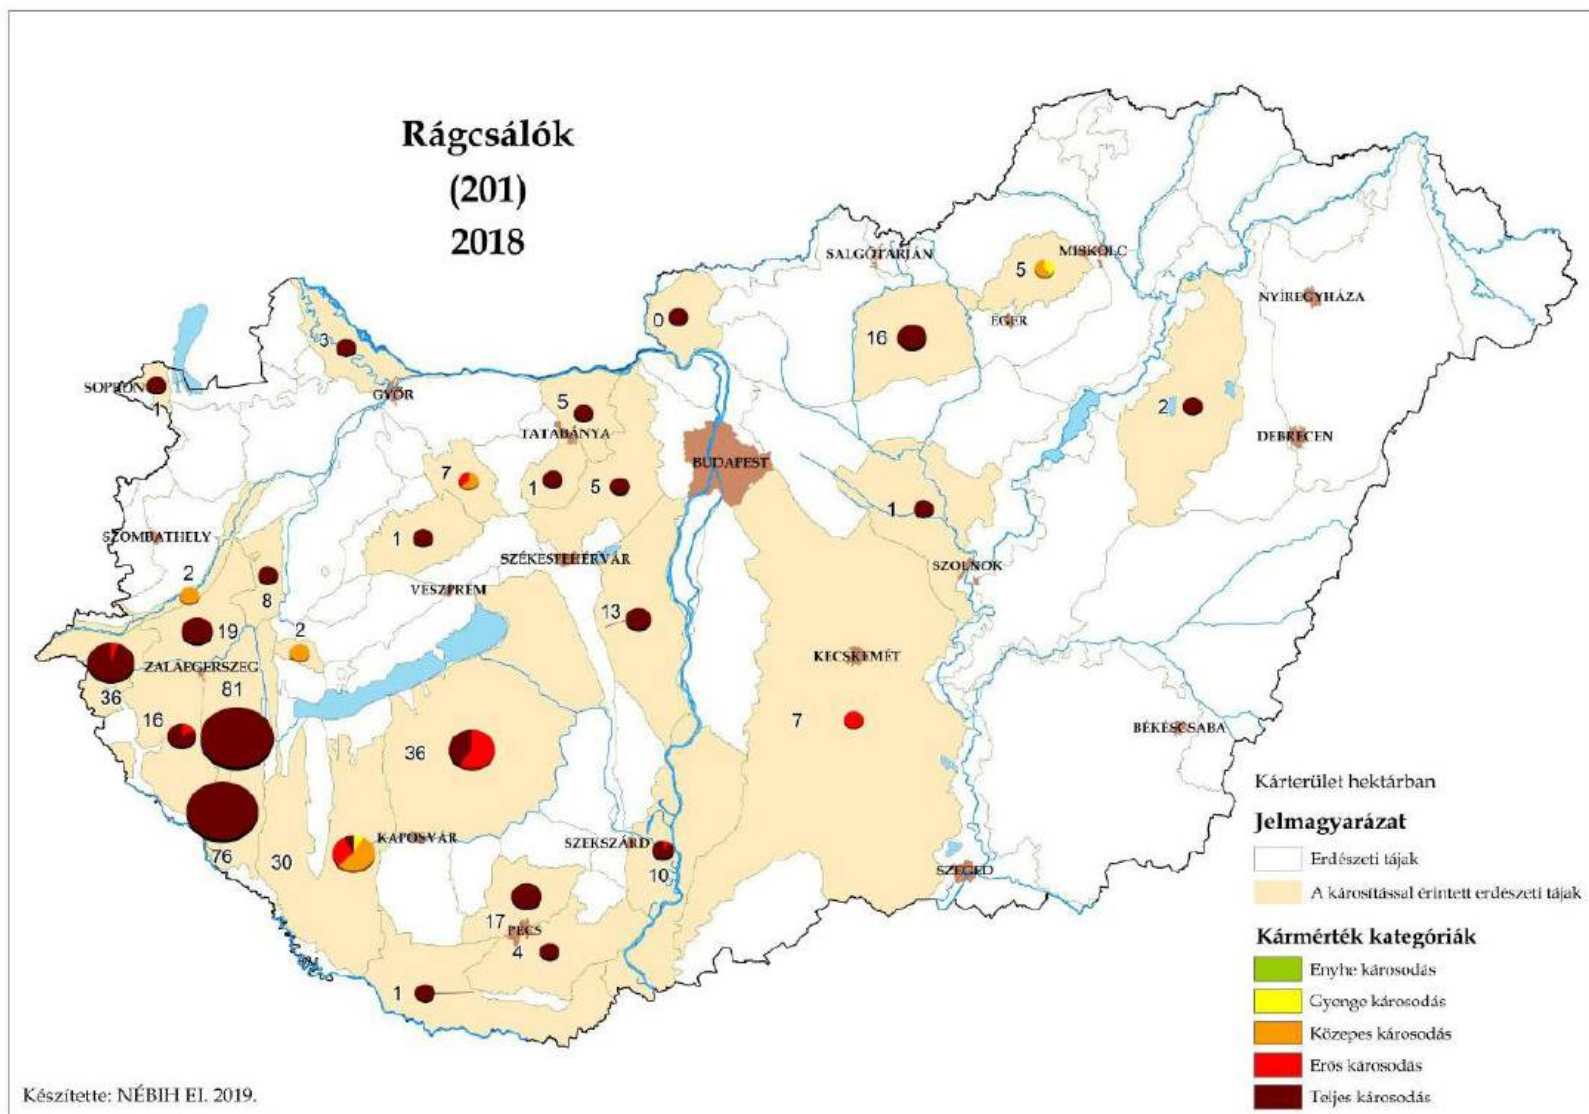 Rágcsálók
(201)
2018
SALGÓTARJÁN
MISKOLC
5
NYÍREGYHÁZA
EGER
0
16
3
SOPRON
1
GYŐR
5
2
TATABÁNYA
DEBRECEN
BUDAPEST
7
1
5
1
SZOMBATHELY
1
SZÉKESFEHÉRVÁR
SZOLNOK
2
8
VESZPRÉM
13
19
2
KECSKEMÉT
ZALAEGERSZEG
36
81
16
7
36
BÉKÉSCSABA
KAPOSVÁR
SZEKSZÁRD
76
30
10
SZEGED
17
PÉCS
4
1
Kárterület hektárban
Jelmagyarázat
Erdészeti tájak
A károsítással érintett erdészeti tájak
Kármérték kategóriák
Enyhe károsodás
Gyenge károsodás
Közepes károsodás
Erős károsodás
Teljes károsodás
Készítette: NÉBIH EI. 2019.